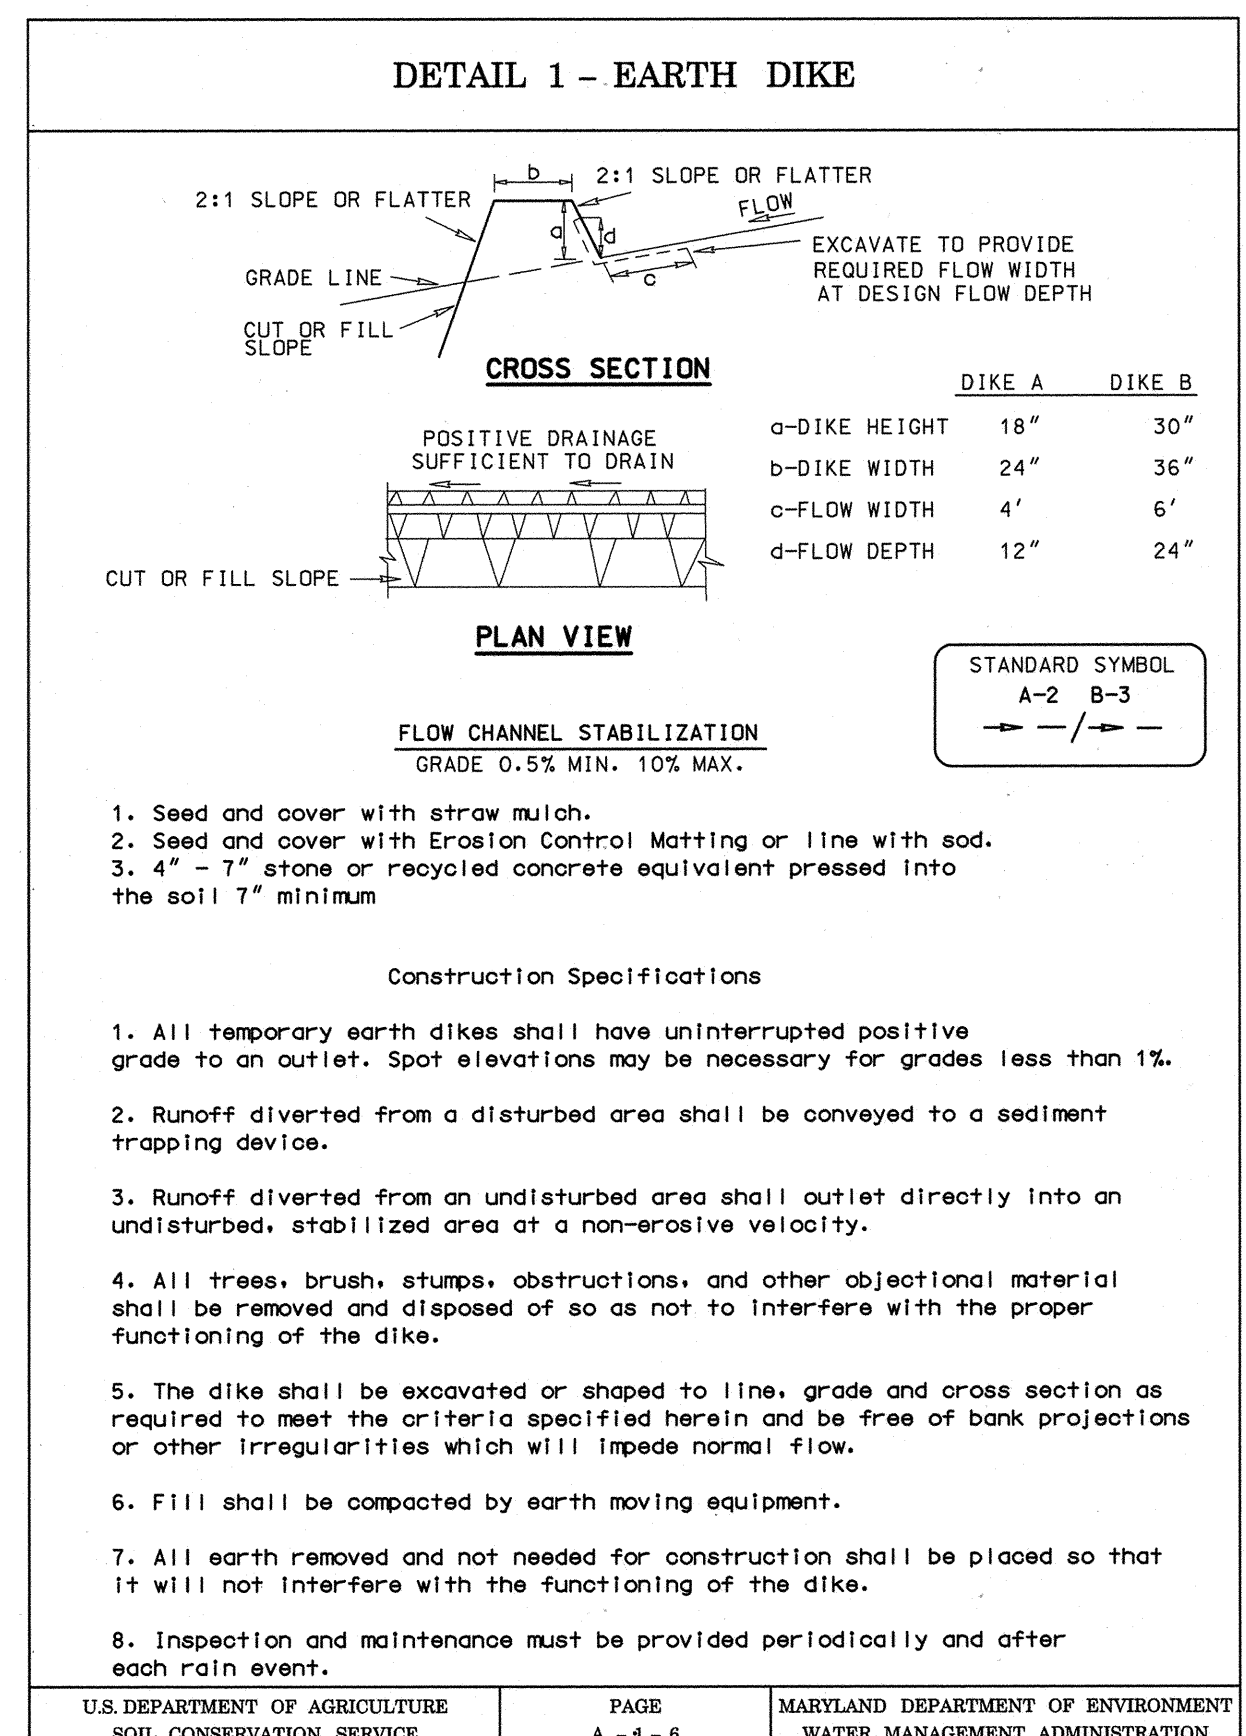 DETAIL 1 - EARTH DIKE
b
2:1 SLOPE OR FLATTER
2:1 SLOPE OR FLATTER
FLOW
a
d
EXCAVATE TO PROVIDE
REQUIRED FLOW WIDTH
AT DESIGN FLOW DEPTH
GRADE LINE
c
CUT OR FILL
SLOPE
CROSS SECTION
DIKE A DIKE B
a-DIKE HEIGHT 18" 30"
b-DIKE WIDTH 24" 36"
c-FLOW WIDTH 4' 6'
d-FLOW DEPTH 12" 24"
POSITIVE DRAINAGE
SUFFICIENT TO DRAIN
CUT OR FILL SLOPE
PLAN VIEW
STANDARD SYMBOL
A-2 B-3
/
FLOW CHANNEL STABILIZATION
GRADE 0.5% MIN. 10% MAX.
1. Seed and cover with straw mulch.
2. Seed and cover with Erosion Control Matting or line with sod.
3. 4" - 7" stone or recycled concrete equivalent pressed into
the soil 7" minimum
Construction Specifications
1. All temporary earth dikes shall have uninterrupted positive
grade to an outlet. Spot elevations may be necessary for grades less than 1%.
2. Runoff diverted from a disturbed area shall be conveyed to a sediment
trapping device.
3. Runoff diverted from an undisturbed area shall outlet directly into an
undisturbed, stabilized area at a non-erosive velocity.
4. All trees, brush, stumps, obstructions, and other objectional material
shall be removed and disposed of so as not to interfere with the proper
functioning of the dike.
5. The dike shall be excavated or shaped to line, grade and cross section as
required to meet the criteria specified herein and be free of bank projections
or other irregularities which will impede normal flow.
6. Fill shall be compacted by earth moving equipment.
7. All earth removed and not needed for construction shall be placed so that
it will not interfere with the functioning of the dike.
8. Inspection and maintenance must be provided periodically and after
each rain event.
U.S. DEPARTMENT OF AGRICULTURE
SOIL CONSERVATION SERVICE
PAGE
A - 1 - 6
MARYLAND DEPARTMENT OF ENVIRONMENT
WATER MANAGEMENT ADMINISTRATION